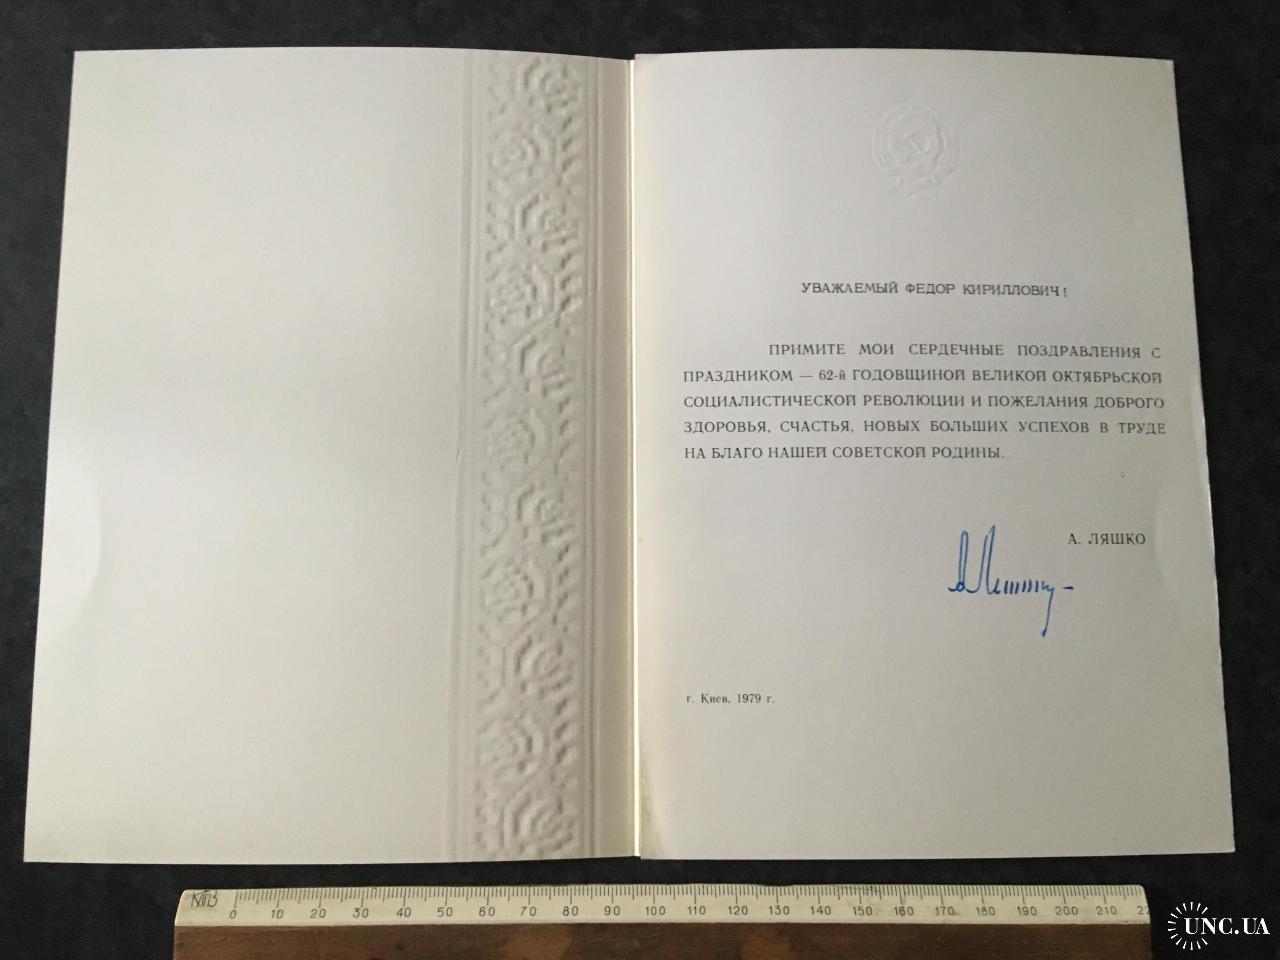 УВАЖАЕМЫЙ ФЕДОР КИРИЛЛОВИЧ!
ПРИМИТЕ МОИ СЕРДЕЧНЫЕ ПОЗДРАВЛЕНИЯ С
ПРАЗДНИКОМ — 62-й ГОДОВЩИНОЙ ВЕЛИКОЙ ОКТЯБРЬСКОЙ
СОЦИАЛИСТИЧЕСКОЙ РЕВОЛЮЦИИ И ПОЖЕЛАНИЯ ДОБРОГО
ЗДОРОВЬЯ, СЧАСТЬЯ, НОВЫХ БОЛЬШИХ УСПЕХОВ В ТРУДЕ
НА БЛАГО НАШЕЙ СОВЕТСКОЙ РОДИНЫ.
А. ЛЯШКО
г. Киев, 1979 г.
0 10 20 30 40 50 60 70 80 90 100 110 120 130 140 150 160 170 180 190 200 210
UNC.UA